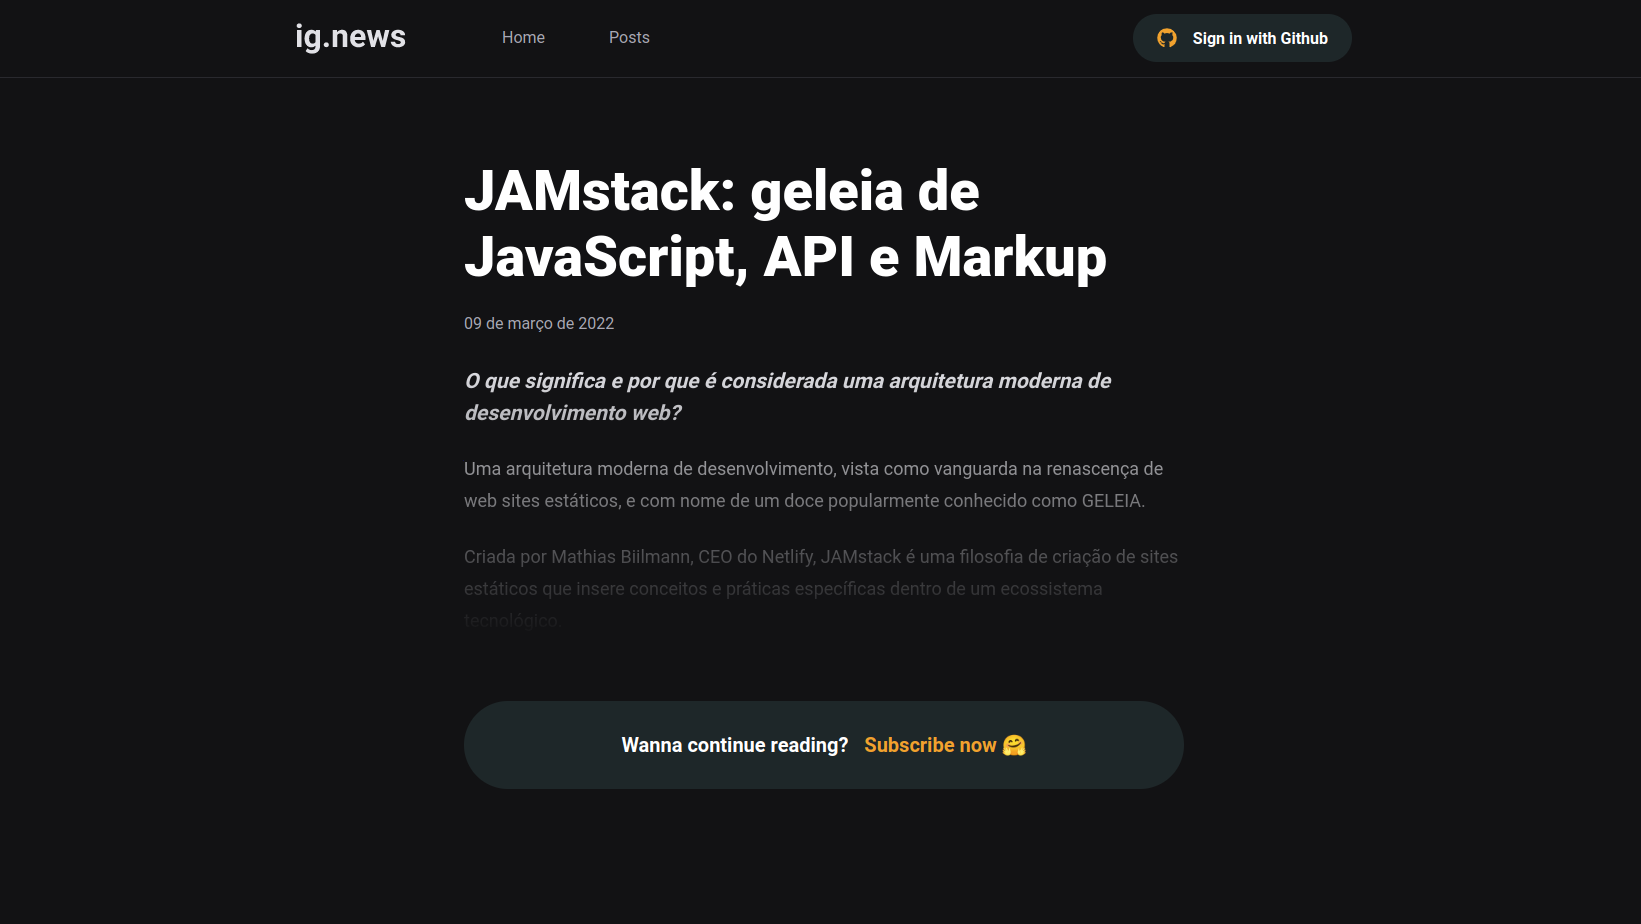 ig.news
Home
Posts
Sign in with Github
JAMstack: geleia de
JavaScript, API e Markup
09 de março de 2022
O que significa e por que é considerada uma arquitetura moderna de
desenvolvimento web?
Uma arquitetura moderna de desenvolvimento, vista como vanguarda na renascença de
web sites estáticos, e com nome de um doce popularmente conhecido como GELEIA.
Criada por Mathias Biilmann, CEO do Netlify, JAMstack é uma filosofia de criação de sites
estáticos que insere conceitos e práticas específicas dentro de um ecossistema
tecnológico
Wanna continue reading? Subscribe now 🤗